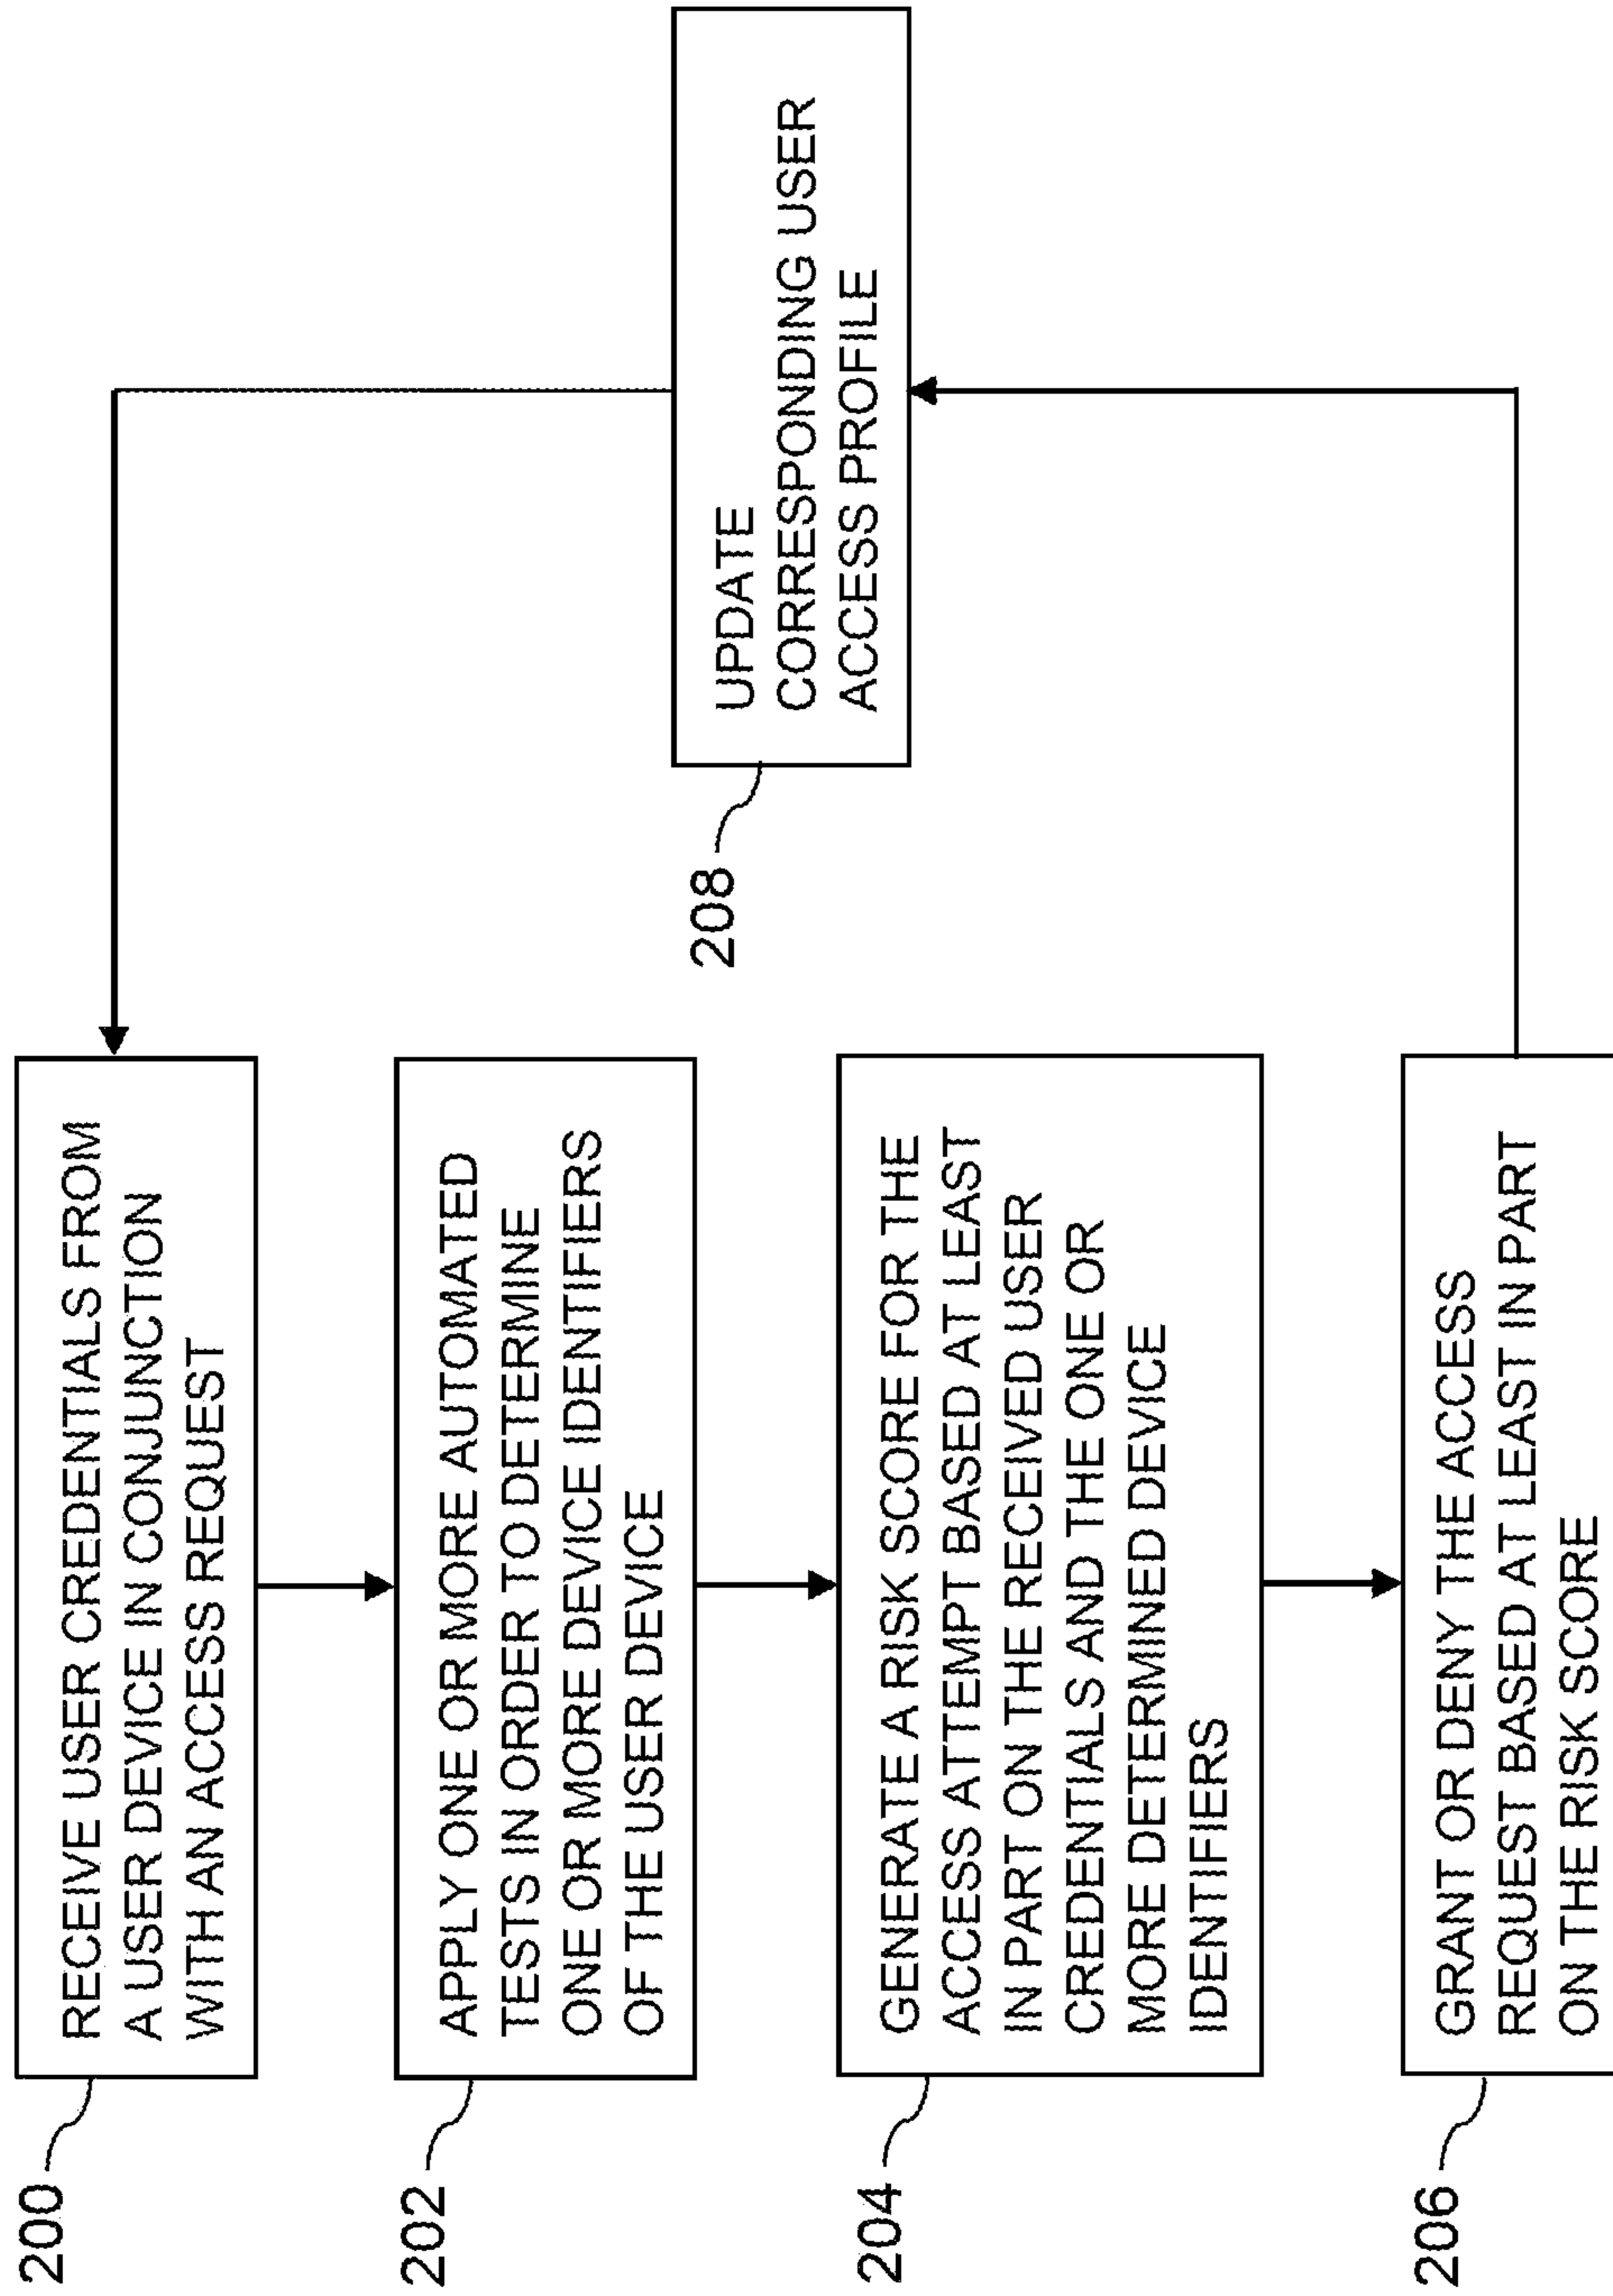 200
RECEIVE USER CREDENTIALS FROM
A USER DEVICE IN CONJUNCTION
WITH AN ACCESS REQUEST
202
APPLY ONE OR MORE AUTOMATED
TESTS IN ORDER TO DETERMINE
ONE OR MORE DEVICE IDENTIFIERS
OF THE USER DEVICE
204
GENERATE A RISK SCORE FOR THE
ACCESS ATTEMPT BASED AT LEAST
IN PART ON THE RECEIVED USER
CREDENTIALS AND THE ONE OR
MORE DETERMINED DEVICE
IDENTIFIERS
206
GRANT OR DENY THE ACCESS
REQUEST BASED AT LEAST IN PART
ON THE RISK SCORE
208
UPDATE
CORRESPONDING USER
ACCESS PROFILE